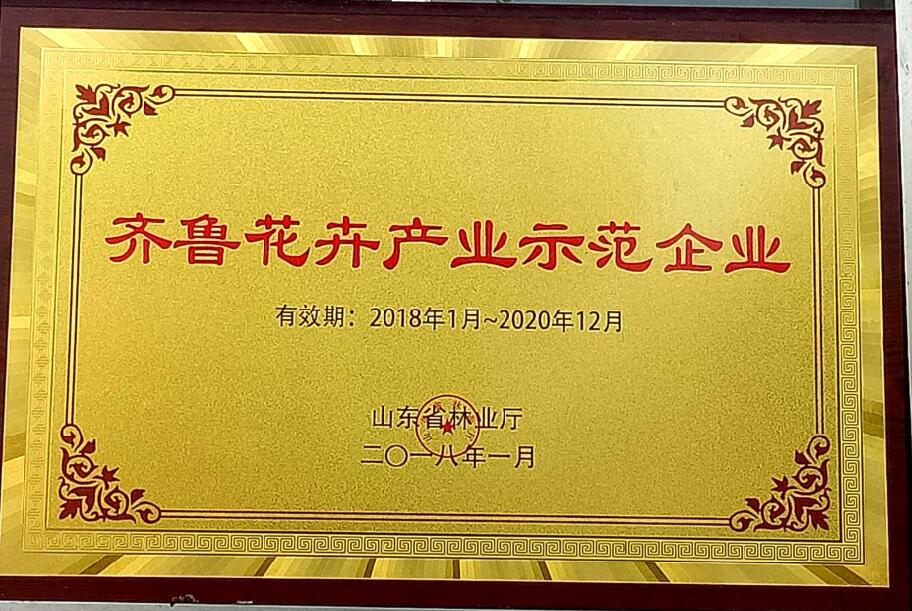 齐鲁花卉产业示范企业
有效期：2018年1月~2020年12月
山东省林业厅
二〇一八年一月